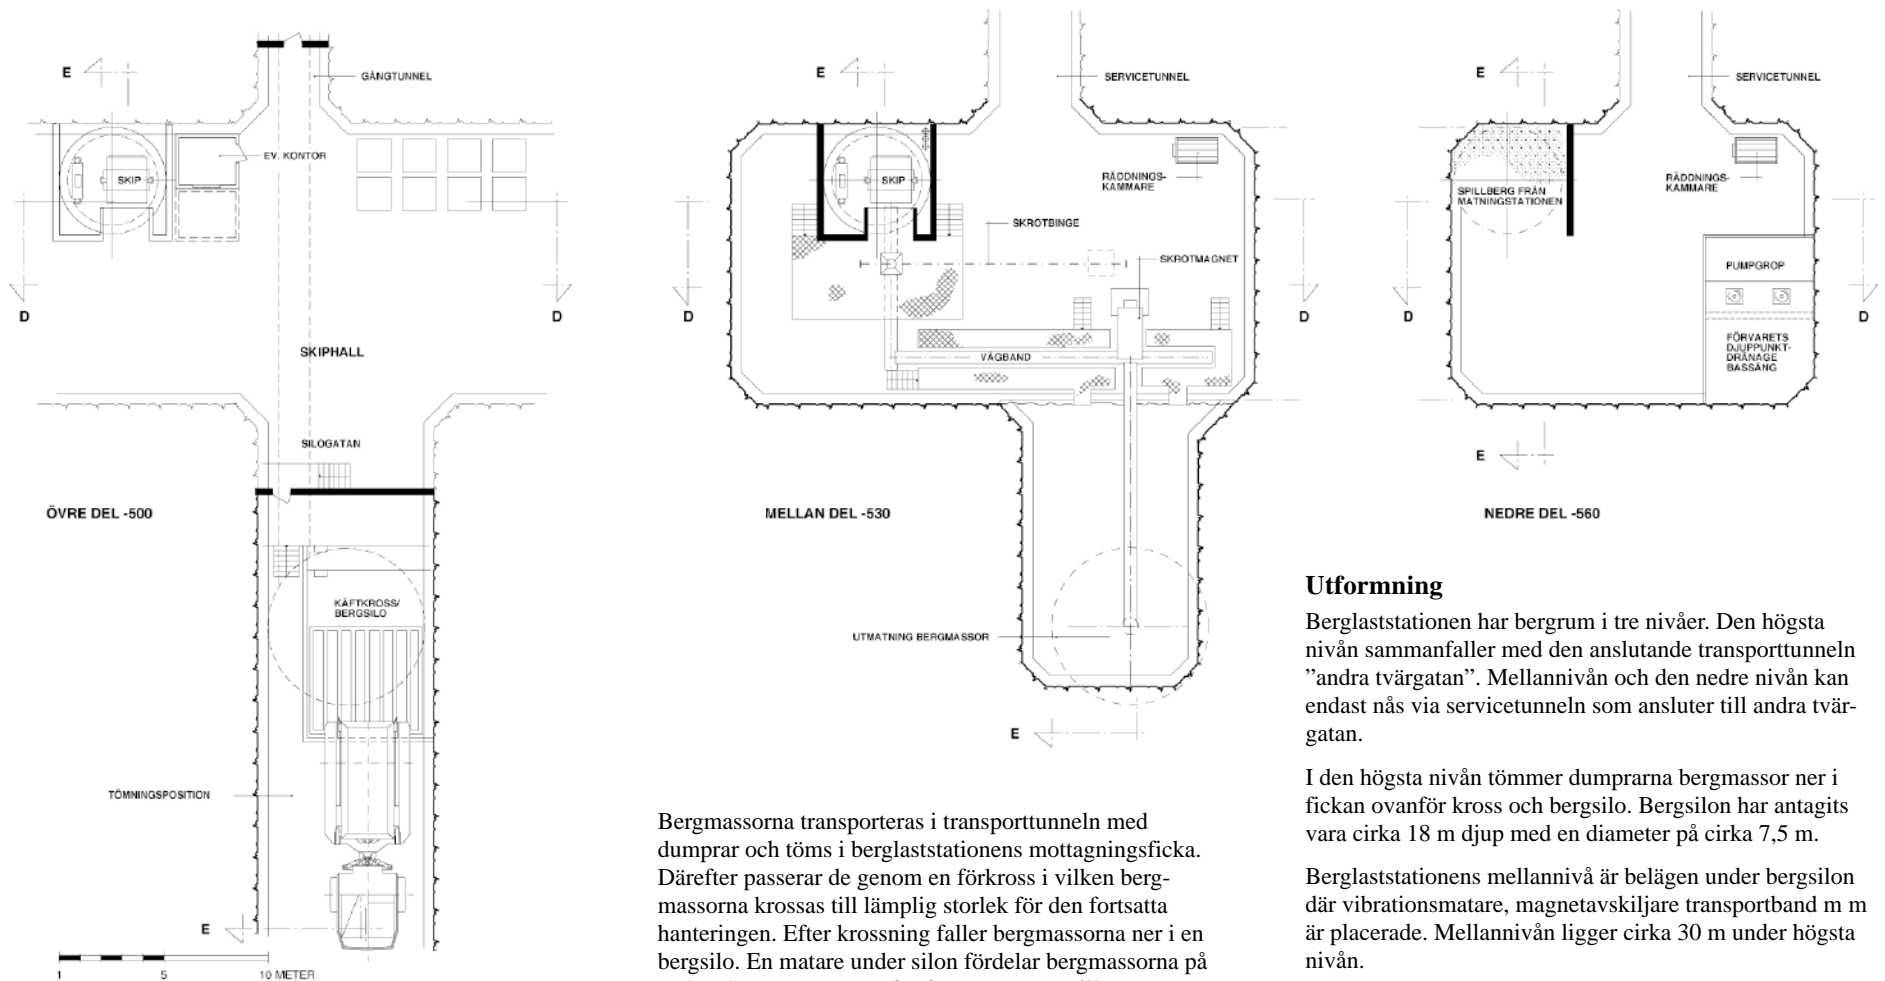 E
GÅNGTUNNEL
EV. KONTOR
SKIP
D
D
SKIPHALL
SILOGATAN
ÖVRE DEL -500
KÄFTKROSS/
BERGSILO
TÖMNINGSPOSITION
E
1 5 10 METER
E
SERVICETUNNEL
SKIP
RÄDDNINGS-
KAMMARE
SKROTBINGE
SKROTMAGNET
D
D
VÅGBAND
MELLAN DEL -530
UTMATNING BERGMASSOR
E
E
SERVICETUNNEL
RÄDDNINGS-
KAMMARE
SPILLBERG FRÅN
MATNINGSTATIONEN
PUMPGROP
D
D
FÖRVARETS
DJUPPUNKT-
DRÄNAGE
BASSÄNG
E
NEDRE DEL -560
Bergmassorna transporteras i transporttunneln med
dumprar och töms i berglaststationens mottagningsficka.
Därefter passerar de genom en förkross i vilken berg-
massorna krossas till lämplig storlek för den fortsatta
hanteringen. Efter krossning faller bergmassorna ner i en
bergsilo. En matare under silon fördelar bergmassorna på
Utformning
Berglaststationen har bergrum i tre nivåer. Den högsta
nivån sammanfaller med den anslutande transporttunneln
”andra tvärgatan”. Mellannivån och den nedre nivån kan
endast nås via servicetunneln som ansluter till andra tvär-
gatan.
I den högsta nivån tömmer dumprarna bergmassor ner i
fickan ovanför kross och bergsilo. Bergsilon har antagits
vara cirka 18 m djup med en diameter på cirka 7,5 m.
Berglaststationens mellannivå är belägen under bergsilon
där vibrationsmatare, magnetavskiljare transportband m m
är placerade. Mellannivån ligger cirka 30 m under högsta
nivån.